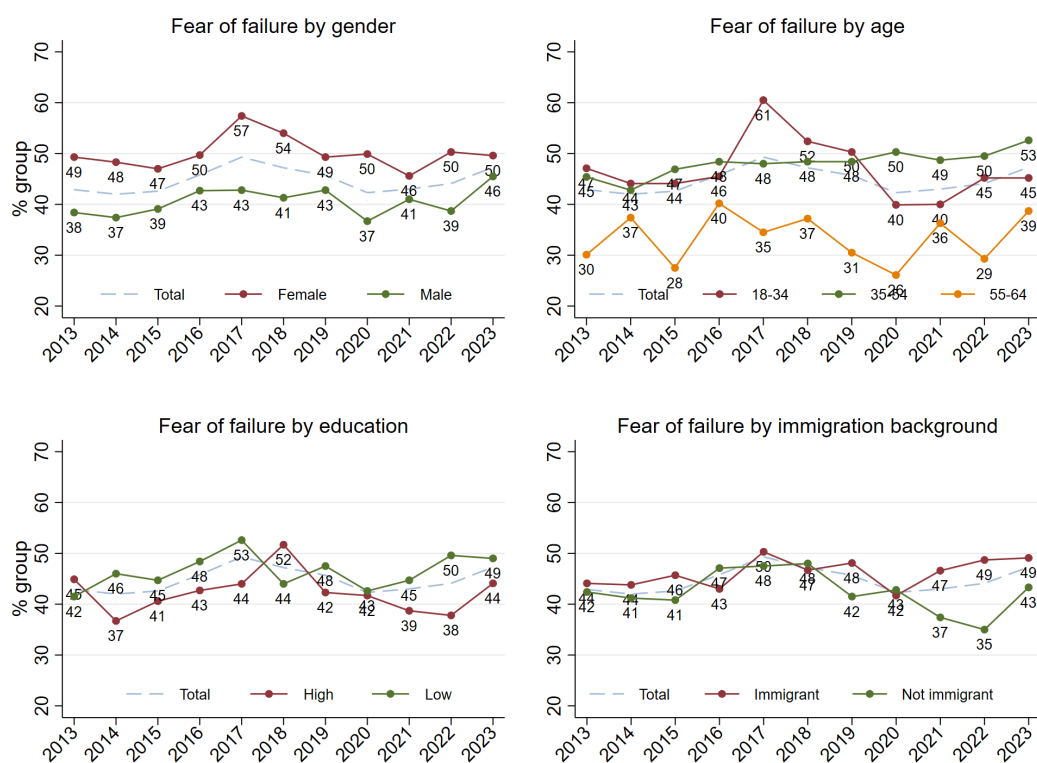 Fear of failure by gender
% group
70
60
50
40
30
20
49 48 47 50 57 54 49 50 46 50 50
38 37 39 43 43 41 43 37 41 39 46
Total Female Male
2013 2014 2015 2016 2017 2018 2019 2020 2021 2022 2023
Fear of failure by age
70
60
50
40
30
20
47 44 44 46 61 52 50 40 40 45 45
45 43 47 48 48 48 48 50 49 50 53
30 37 28 40 35 37 31 26 36 29 39
Total 18-34 35-54 55-64
2013 2014 2015 2016 2017 2018 2019 2020 2021 2022 2023
Fear of failure by education
% group
70
60
50
40
30
20
45 37 41 43 44 52 42 42 39 38 44
42 46 45 48 53 44 48 43 45 50 49
Total High Low
2013 2014 2015 2016 2017 2018 2019 2020 2021 2022 2023
Fear of failure by immigration background
70
60
50
40
30
20
44 44 46 43 50 47 48 42 47 49 49
42 41 41 47 48 48 42 43 37 35 43
Total Immigrant Not immigrant
2013 2014 2015 2016 2017 2018 2019 2020 2021 2022 2023